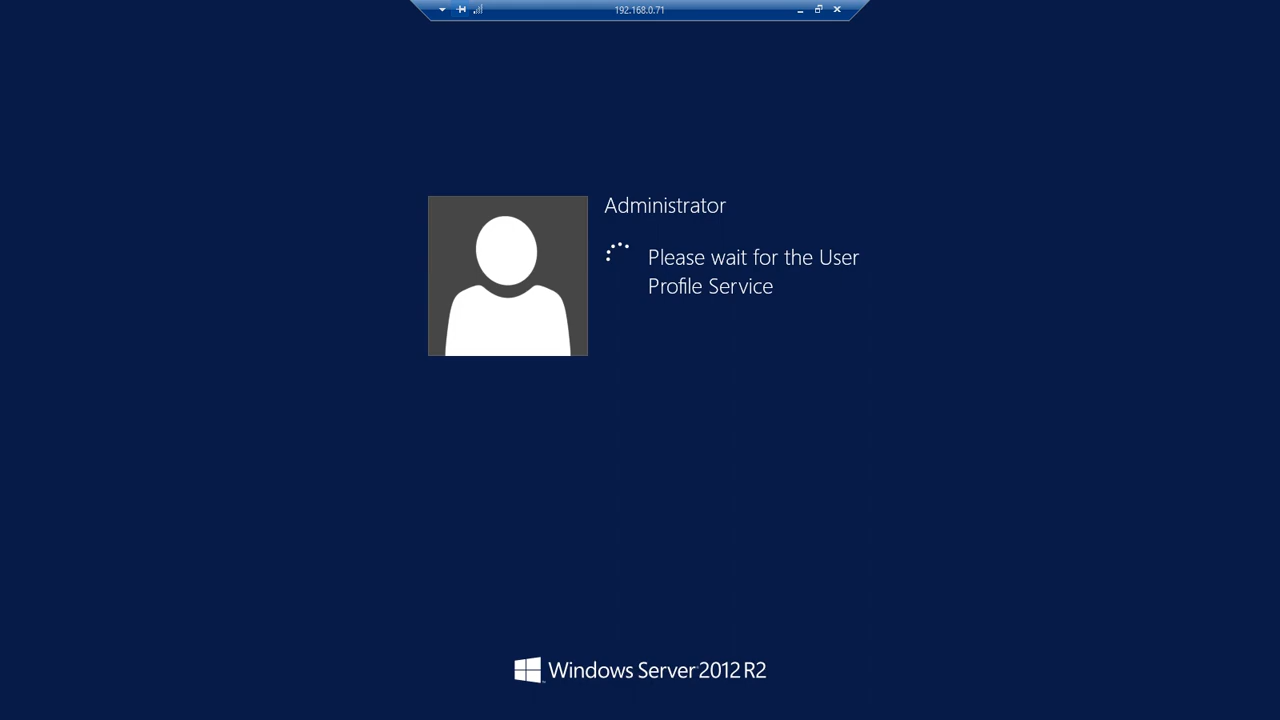 192.168.0.71
Administrator
Please wait for the User
Profile Service
Windows Server 2012 R2